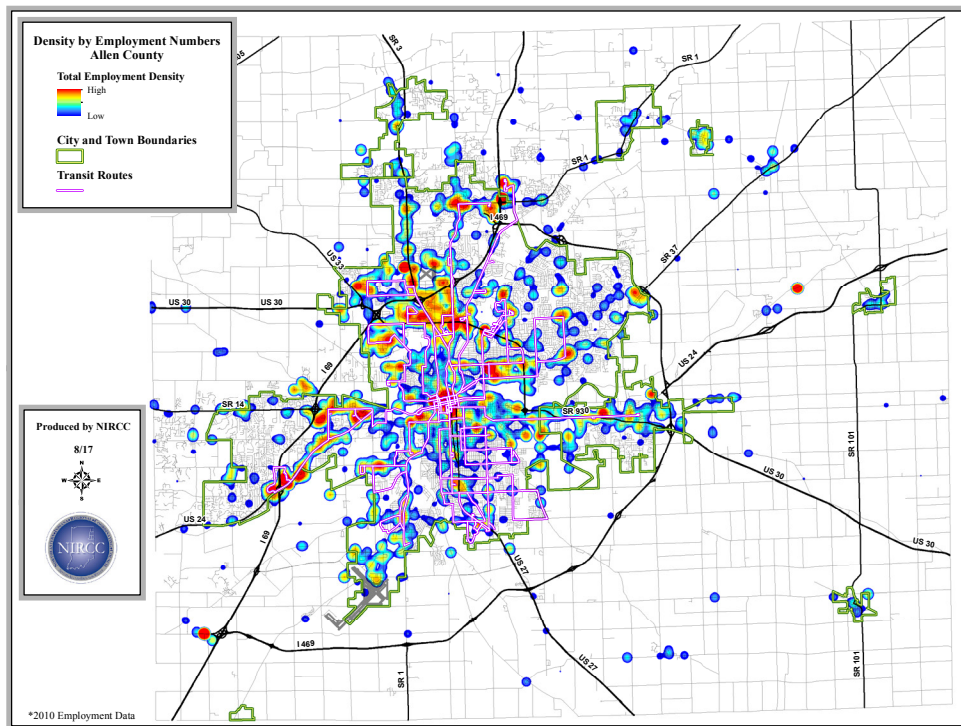 Density by Employment Numbers
Allen County
Total Employment Density
High
Low
City and Town Boundaries
Transit Routes
SR 3
SR 1
SR 1
I 469
US 33
SR 37
US 30
US 30
I 69
US 24
SR 14
SR 930
SR 101
US 30
US 24
I 69
US 27
US 30
I 469
SR 1
US 27
SR 101
Produced by NIRCC
8/17
N
W
E
S
NIRCC
*2010 Employment Data